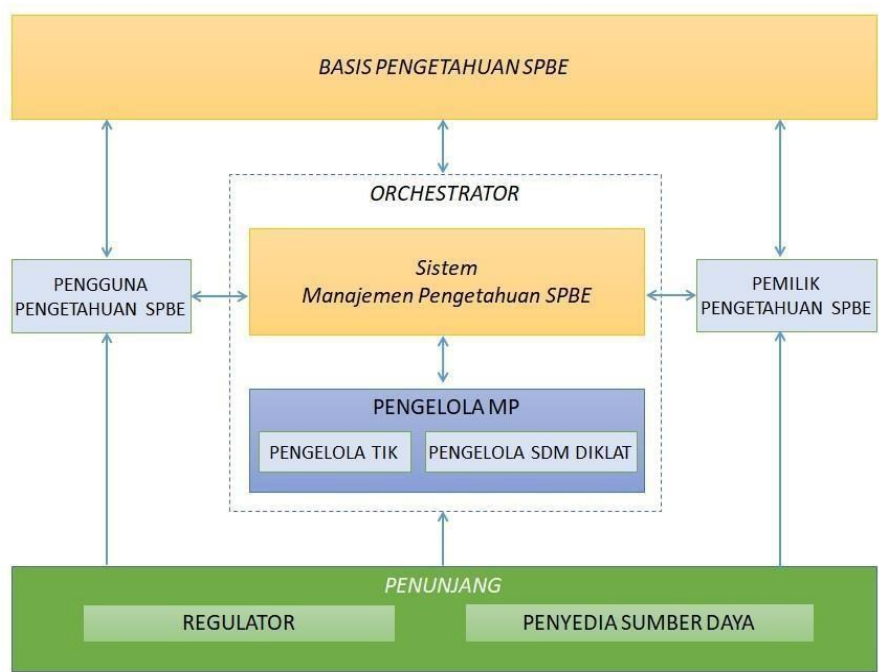 BASIS PENGETAHUAN SPBE
ORCHESTRATOR
Sistem
Manajemen Pengetahuan SPBE
PENGGUNA
PENGETAHUAN SPBE
PEMILIK
PENGETAHUAN SPBE
PENGELOLA MP
PENGELOLA TIK
PENGELOLA SDM DIKLAT
PENUNJANG
REGULATOR
PENYEDIA SUMBER DAYA